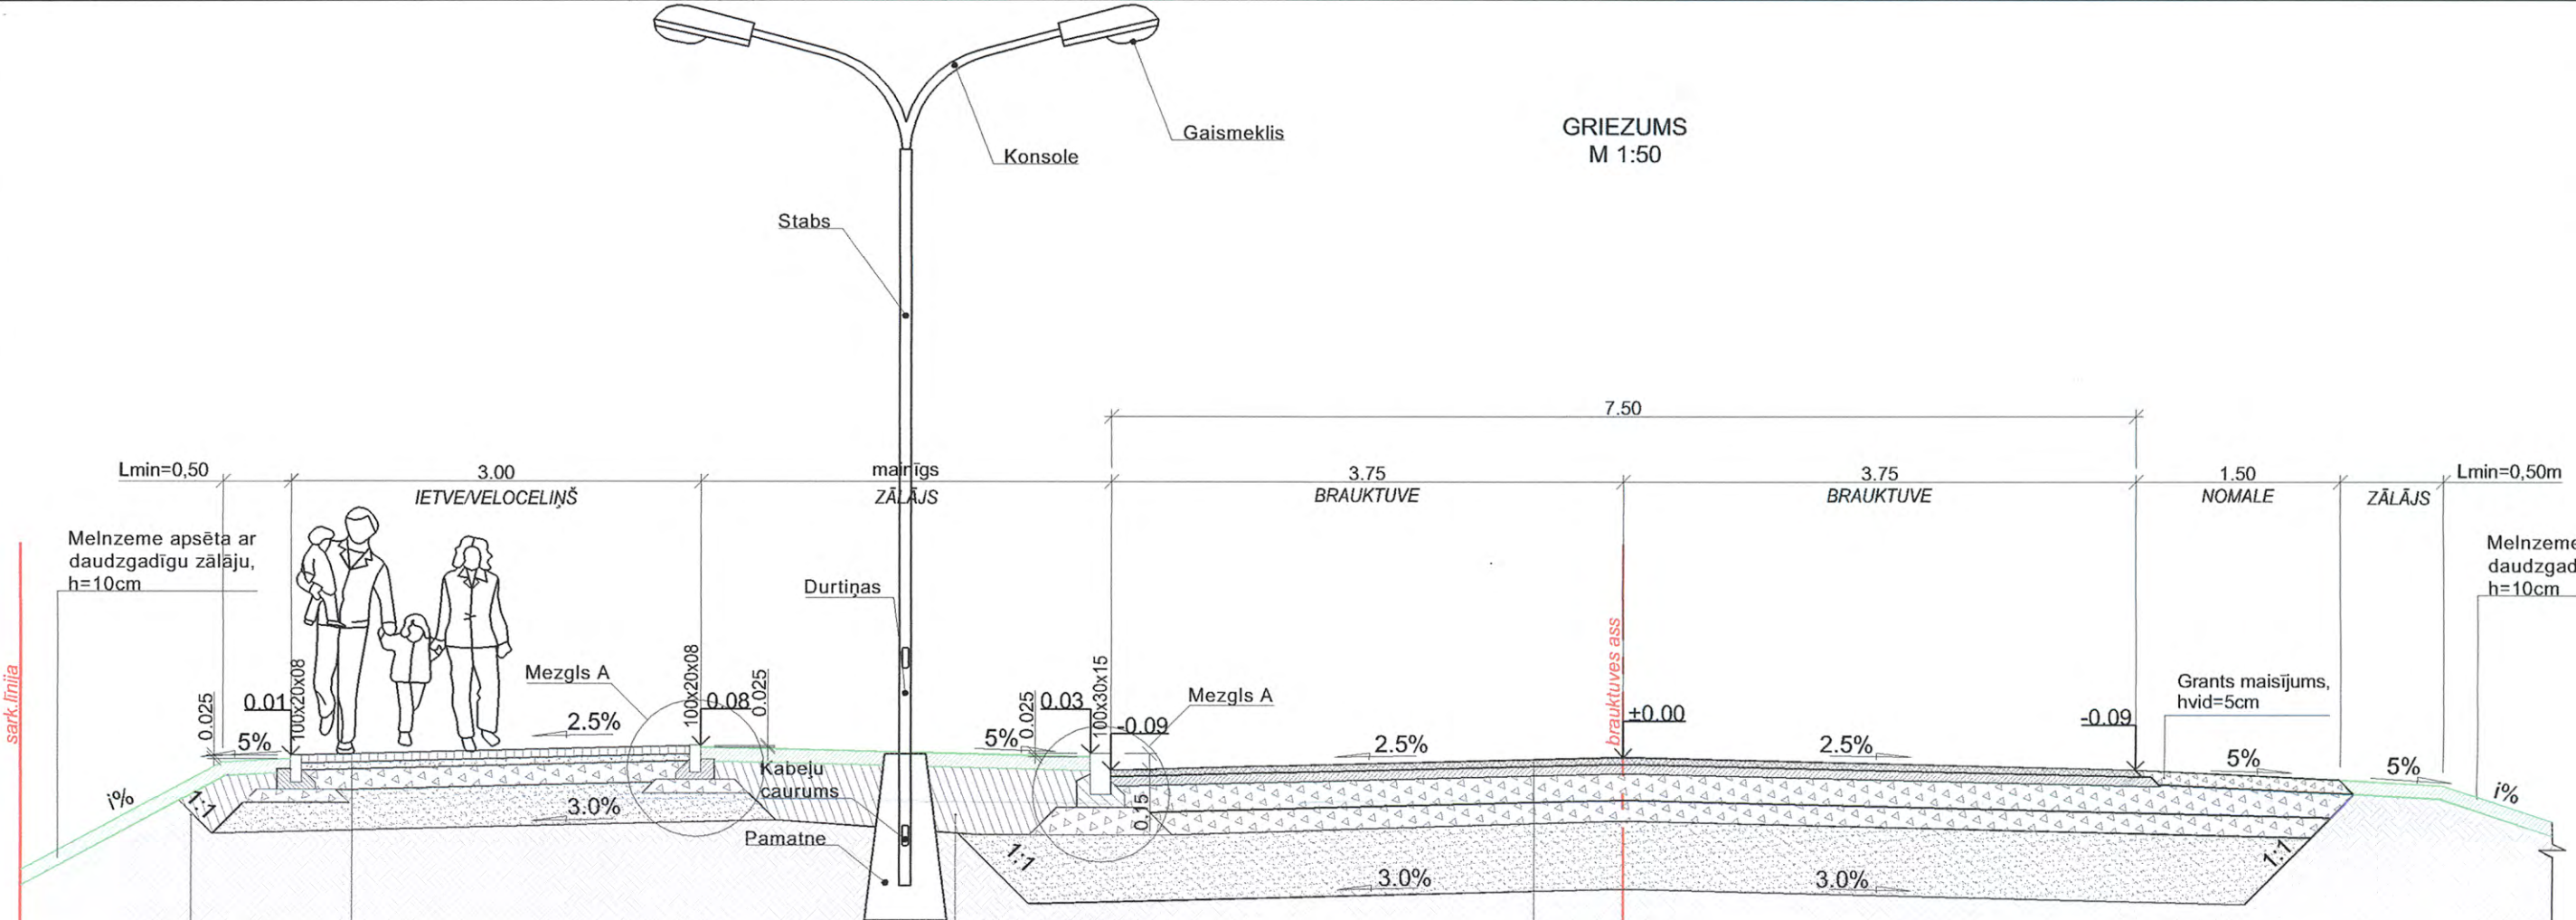 GRIEZUMS
M 1:50
Gaismeklis
Konsole
Stabs
7.50
Lmin=0,50
3.00
mainīgs
3.75
3.75
1.50
Lmin=0,50m
IETVE/VELOCELIŅŠ
ZĀLĀJS
BRAUKTUVE
BRAUKTUVE
NOMALE
ZĀLĀJS
Melnzeme apsēta ar
daudzgadīgu zālāju,
h=10cm
Melnzeme
daudzgad
h=10cm
Durtiņas
Mezgls A
Mezgls A
Grants maisījums,
hvid=5cm
sark.līnija
brauktuves ass
0.025
0.01
100x20x08
100x20x08
0.08
0.025
0.025
0.03
100x30x15
-0.09
±0.00
-0.09
5%
2.5%
5%
2.5%
2.5%
5%
5%
i%
1:1
3.0%
Kabeļu
caurums
Pamatne
0.15
1:1
3.0%
3.0%
1:1
i%